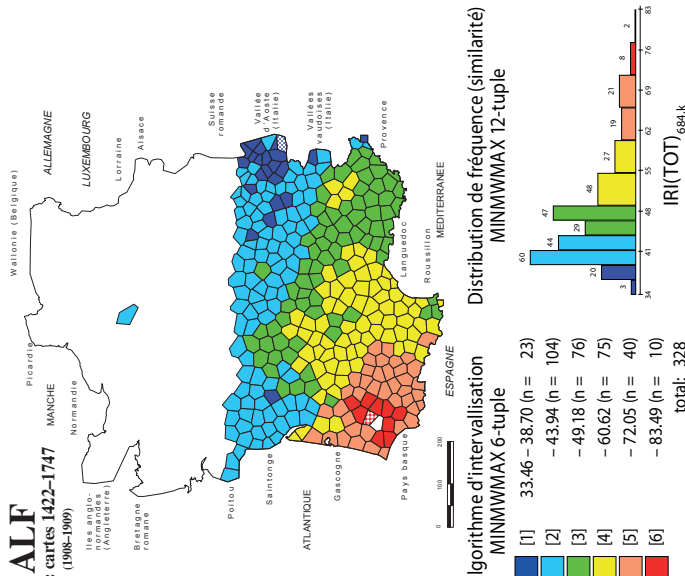 ALF
: cartes 1422–1747
(1908–1909)
Wallonie (Belgique)
Picardie
MANCHE
Normandie
Iles anglo-
normandes
(Angleterre)
Bretagne
romane
ALLEMAGNE
LUXEMBOURG
Lorraine
Alsace
Suisse
romande
Vallée
d'Aoste
(Italie)
Vallées
vaudoises
(Italie)
Provence
MEDITERRANEE
Languedoc
Roussillon
ESPAGNE
Poitou
Saintonge
ATLANTIQUE
Gascogne
Pays basque
0 100 200
lgorithme d'intervallisation
MINMWMAX 6-tuple
[1] 33.46 – 38.70 (n = 23)
[2] – 43.94 (n = 104)
[3] – 49.18 (n = 76)
[4] – 60.62 (n = 75)
[5] – 72.05 (n = 40)
[6] – 83.49 (n = 10)
total: 328
Distribution de fréquence (similarité)
MINMWMAX 12-tuple
3 20 60 44 29 47 48 27 19 21 8 2
34 41 48 55 62 69 76 83
IRI(TOT)684.k